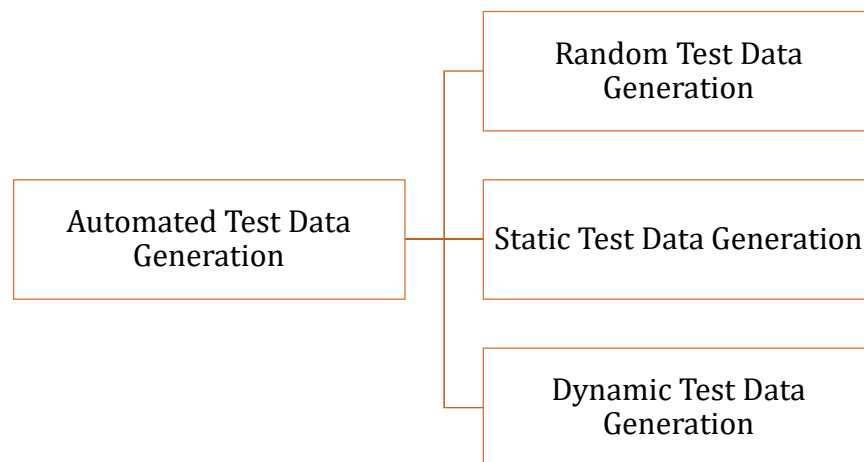 Random Test Data
Generation
Automated Test Data
Generation
Static Test Data Generation
Dynamic Test Data
Generation